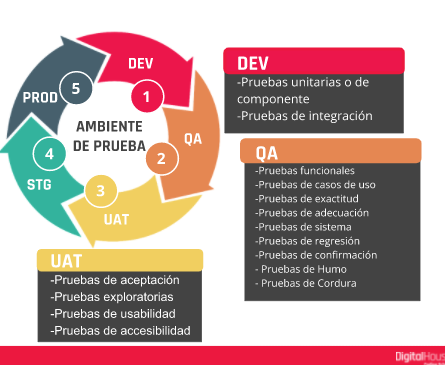 DEV
1
QA
2
UAT
3
STG
4
PROD
5
AMBIENTE
DE PRUEBA
DEV
-Pruebas unitarias o de
componente
-Pruebas de integración
QA
-Pruebas funcionales
-Pruebas de casos de uso
-Pruebas de exactitud
-Pruebas de adecuación
-Pruebas de sistema
-Pruebas de regresión
-Pruebas de confirmación
- Pruebas de Humo
- Pruebas de Cordura
UAT
-Pruebas de aceptación
-Pruebas exploratorias
-Pruebas de usabilidad
-Pruebas de accesibilidad
DigitalHous